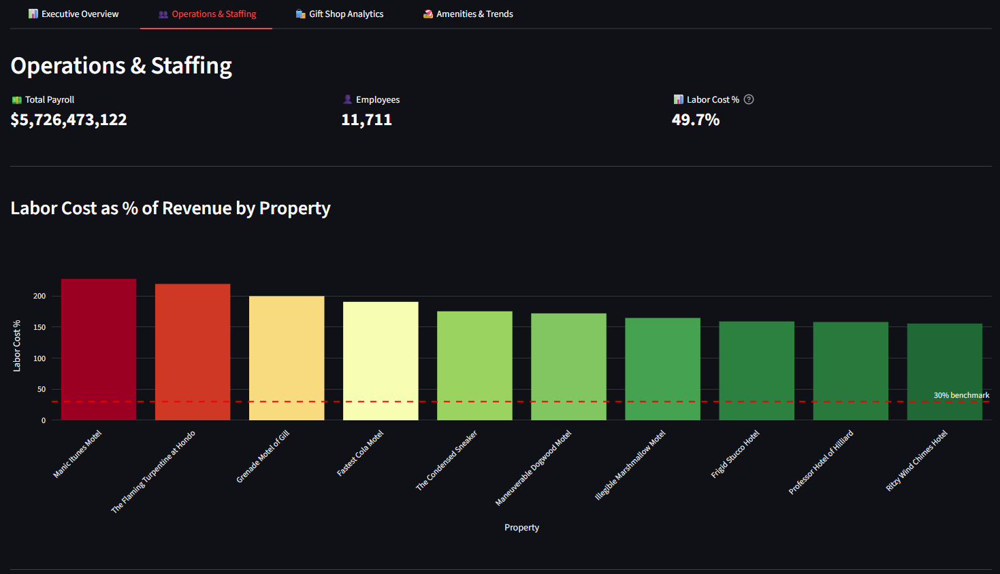 Executive Overview
Operations & Staffing
Gift Shop Analytics
Amenities & Trends
Operations & Staffing
Total Payroll
$5,726,473,122
Employees
11,711
Labor Cost % ?
49.7%
Labor Cost as % of Revenue by Property
Labor Cost %
200
150
100
50
0
30% benchmark
Manic Itunes Motel
The Flaming Turpentine at Hondo
Grenade Motel of Gill
Fastest Cola Motel
The Condensed Sneaker
Maneuverable Dogwood Motel
Illegible Marshmallow Motel
Frigid Stucco Hotel
Professor Hotel of Hilliard
Ritzy Wind Chimes Hotel
Property